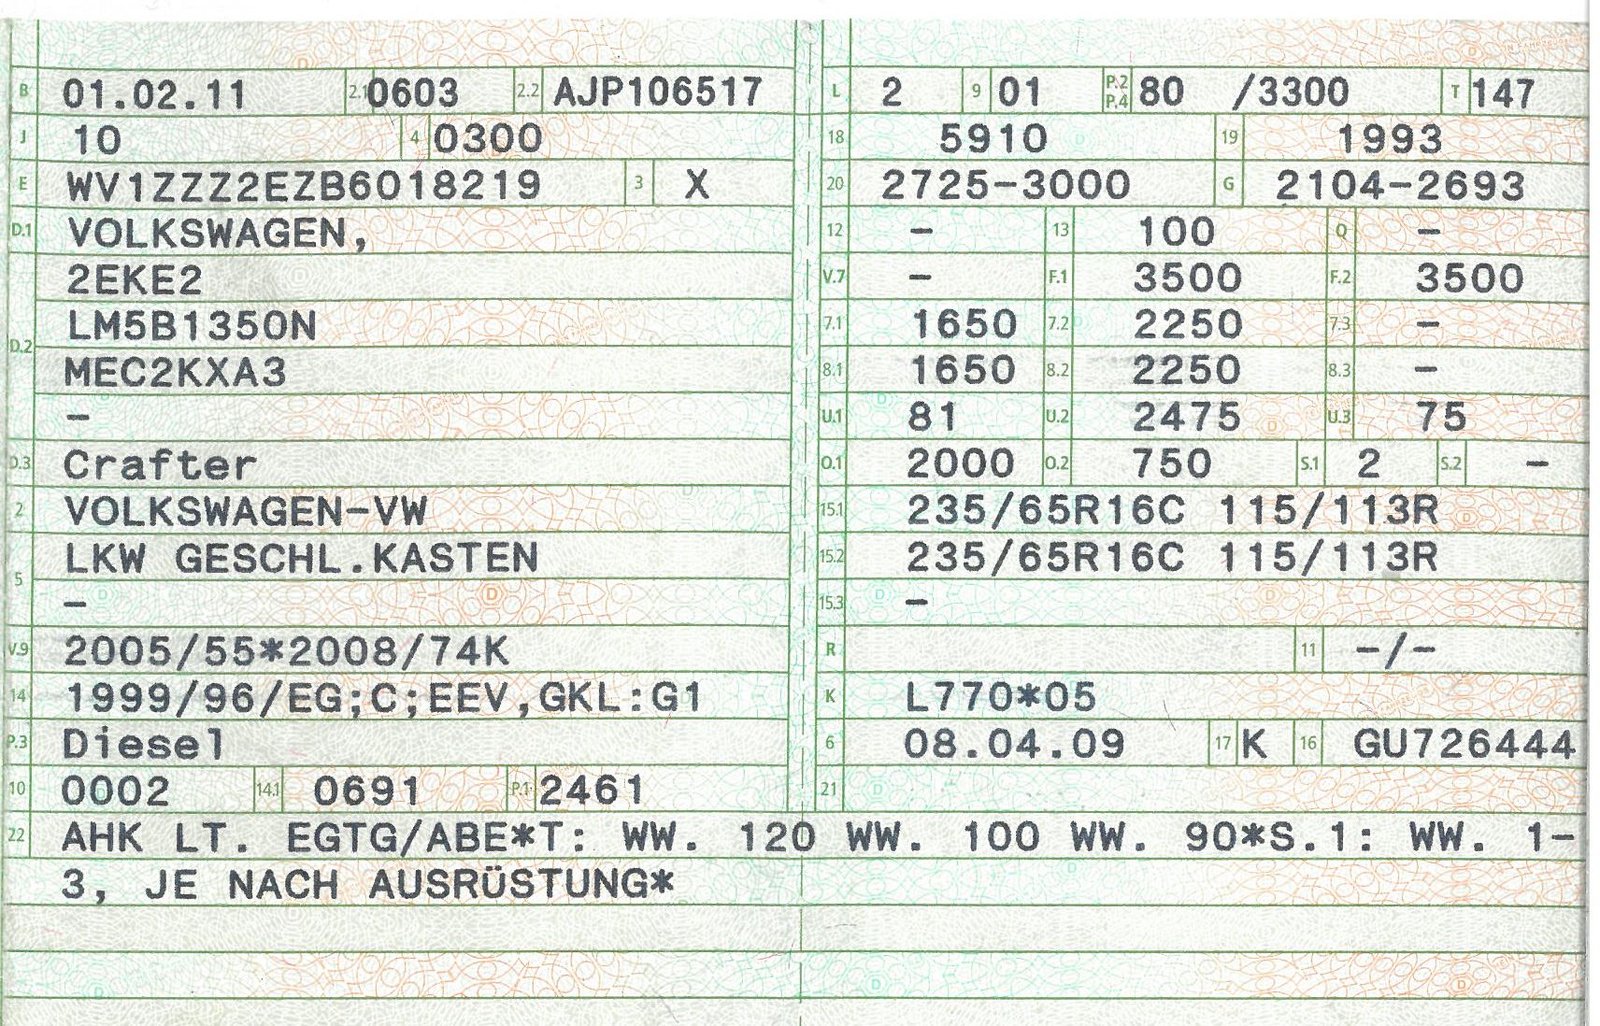 B 01.02.11 2.1 0603 2.2 AJP106517
J 10 4 0300
E WV1ZZZ2EZB6018219 3 X
D.1 VOLKSWAGEN,
2EKE2
D.2 LM5B1350N
MEC2KXA3
–
D.3 Crafter
2 VOLKSWAGEN-VW
5 LKW GESCHL.KASTEN
–
V.9 2005/55*2008/74K
14 1999/96/EG;C;EEV,GKL:G1
P.3 Diesel
10 0002 14.1 0691 P.1 2461
L 2 9 01 P.2 P.4 80 /3300 T 147
18 5910 19 1993
20 2725-3000 G 2104-2693
12 – 13 100 Q –
V.7 – F.1 3500 F.2 3500
7.1 1650 7.2 2250 7.3 –
8.1 1650 8.2 2250 8.3 –
U.1 81 U.2 2475 U.3 75
O.1 2000 O.2 750 S.1 2 S.2 –
15.1 235/65R16C 115/113R
15.2 235/65R16C 115/113R
15.3 –
R 11 –/–
K L770*05
6 08.04.09 17 K 16 GU726444
21
22 AHK LT. EGTG/ABE*T: WW. 120 WW. 100 WW. 90*S.1: WW. 1-
3, JE NACH AUSRÜSTUNG*